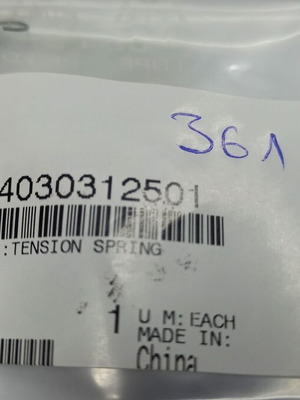 361
4030312501
:TENSION SPRING
1 U M: EACH
MADE IN:
China